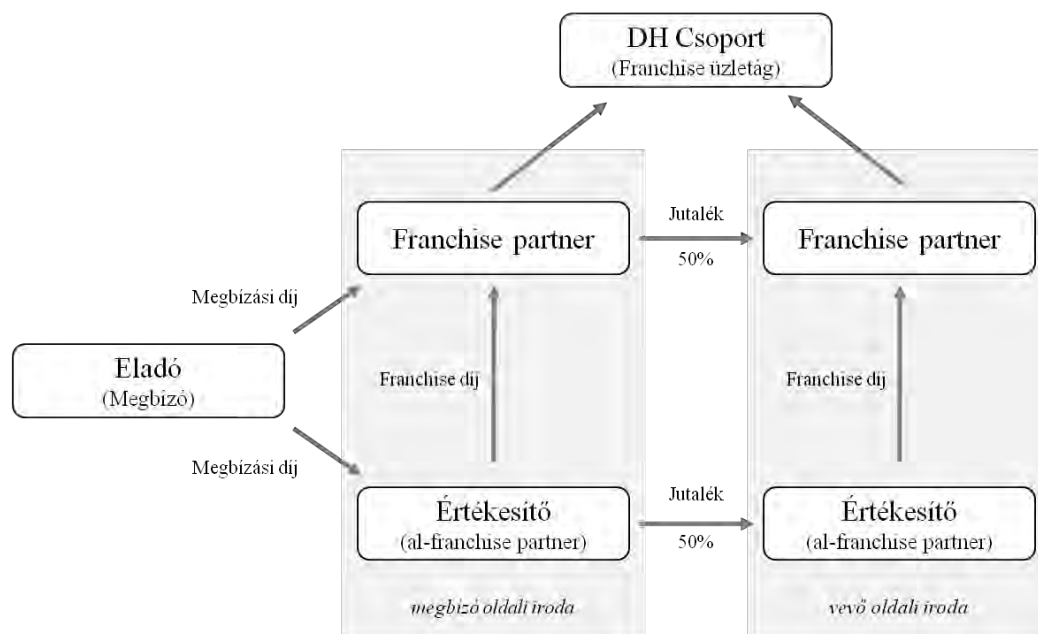 DH Csoport
(Franchise üzletág)
Franchise partner
Jutalék
50%
Franchise partner
Megbízási díj
Eladó
(Megbízó)
Franchise díj
Franchise díj
Megbízási díj
Értékesítő
(al-franchise partner)
Jutalék
50%
Értékesítő
(al-franchise partner)
megbízó oldali iroda
vevő oldali iroda